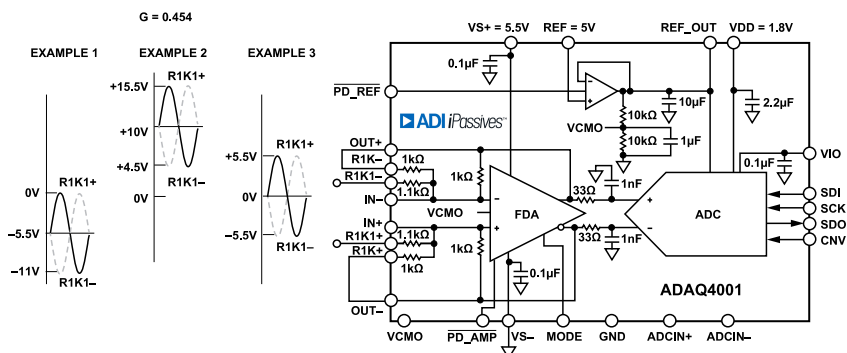 G = 0.454
EXAMPLE 1
EXAMPLE 2
EXAMPLE 3
+15.5V
R1K1+
+10V
+4.5V
R1K1–
0V
0V
R1K1+
–5.5V
–11V
R1K1–
+5.5V
R1K1+
0V
–5.5V
R1K1–
VS+ = 5.5V
REF = 5V
REF_OUT
VDD = 1.8V
0.1µF
PD_REF
ADI iPassives™
10kΩ
10µF
2.2µF
VCMO
10kΩ
1µF
OUT+
R1K–
1kΩ
R1K1–
1.1kΩ
IN–
1kΩ
VCMO
FDA
33Ω
1nF
0.1µF
VIO
ADC
SDI
SCK
SDO
CNV
IN+
R1K1+
1.1kΩ
R1K+
1kΩ
1kΩ
33Ω
1nF
0.1µF
OUT–
ADAQ4001
VCMO
PD_AMP
VS–
MODE
GND
ADCIN+
ADCIN–